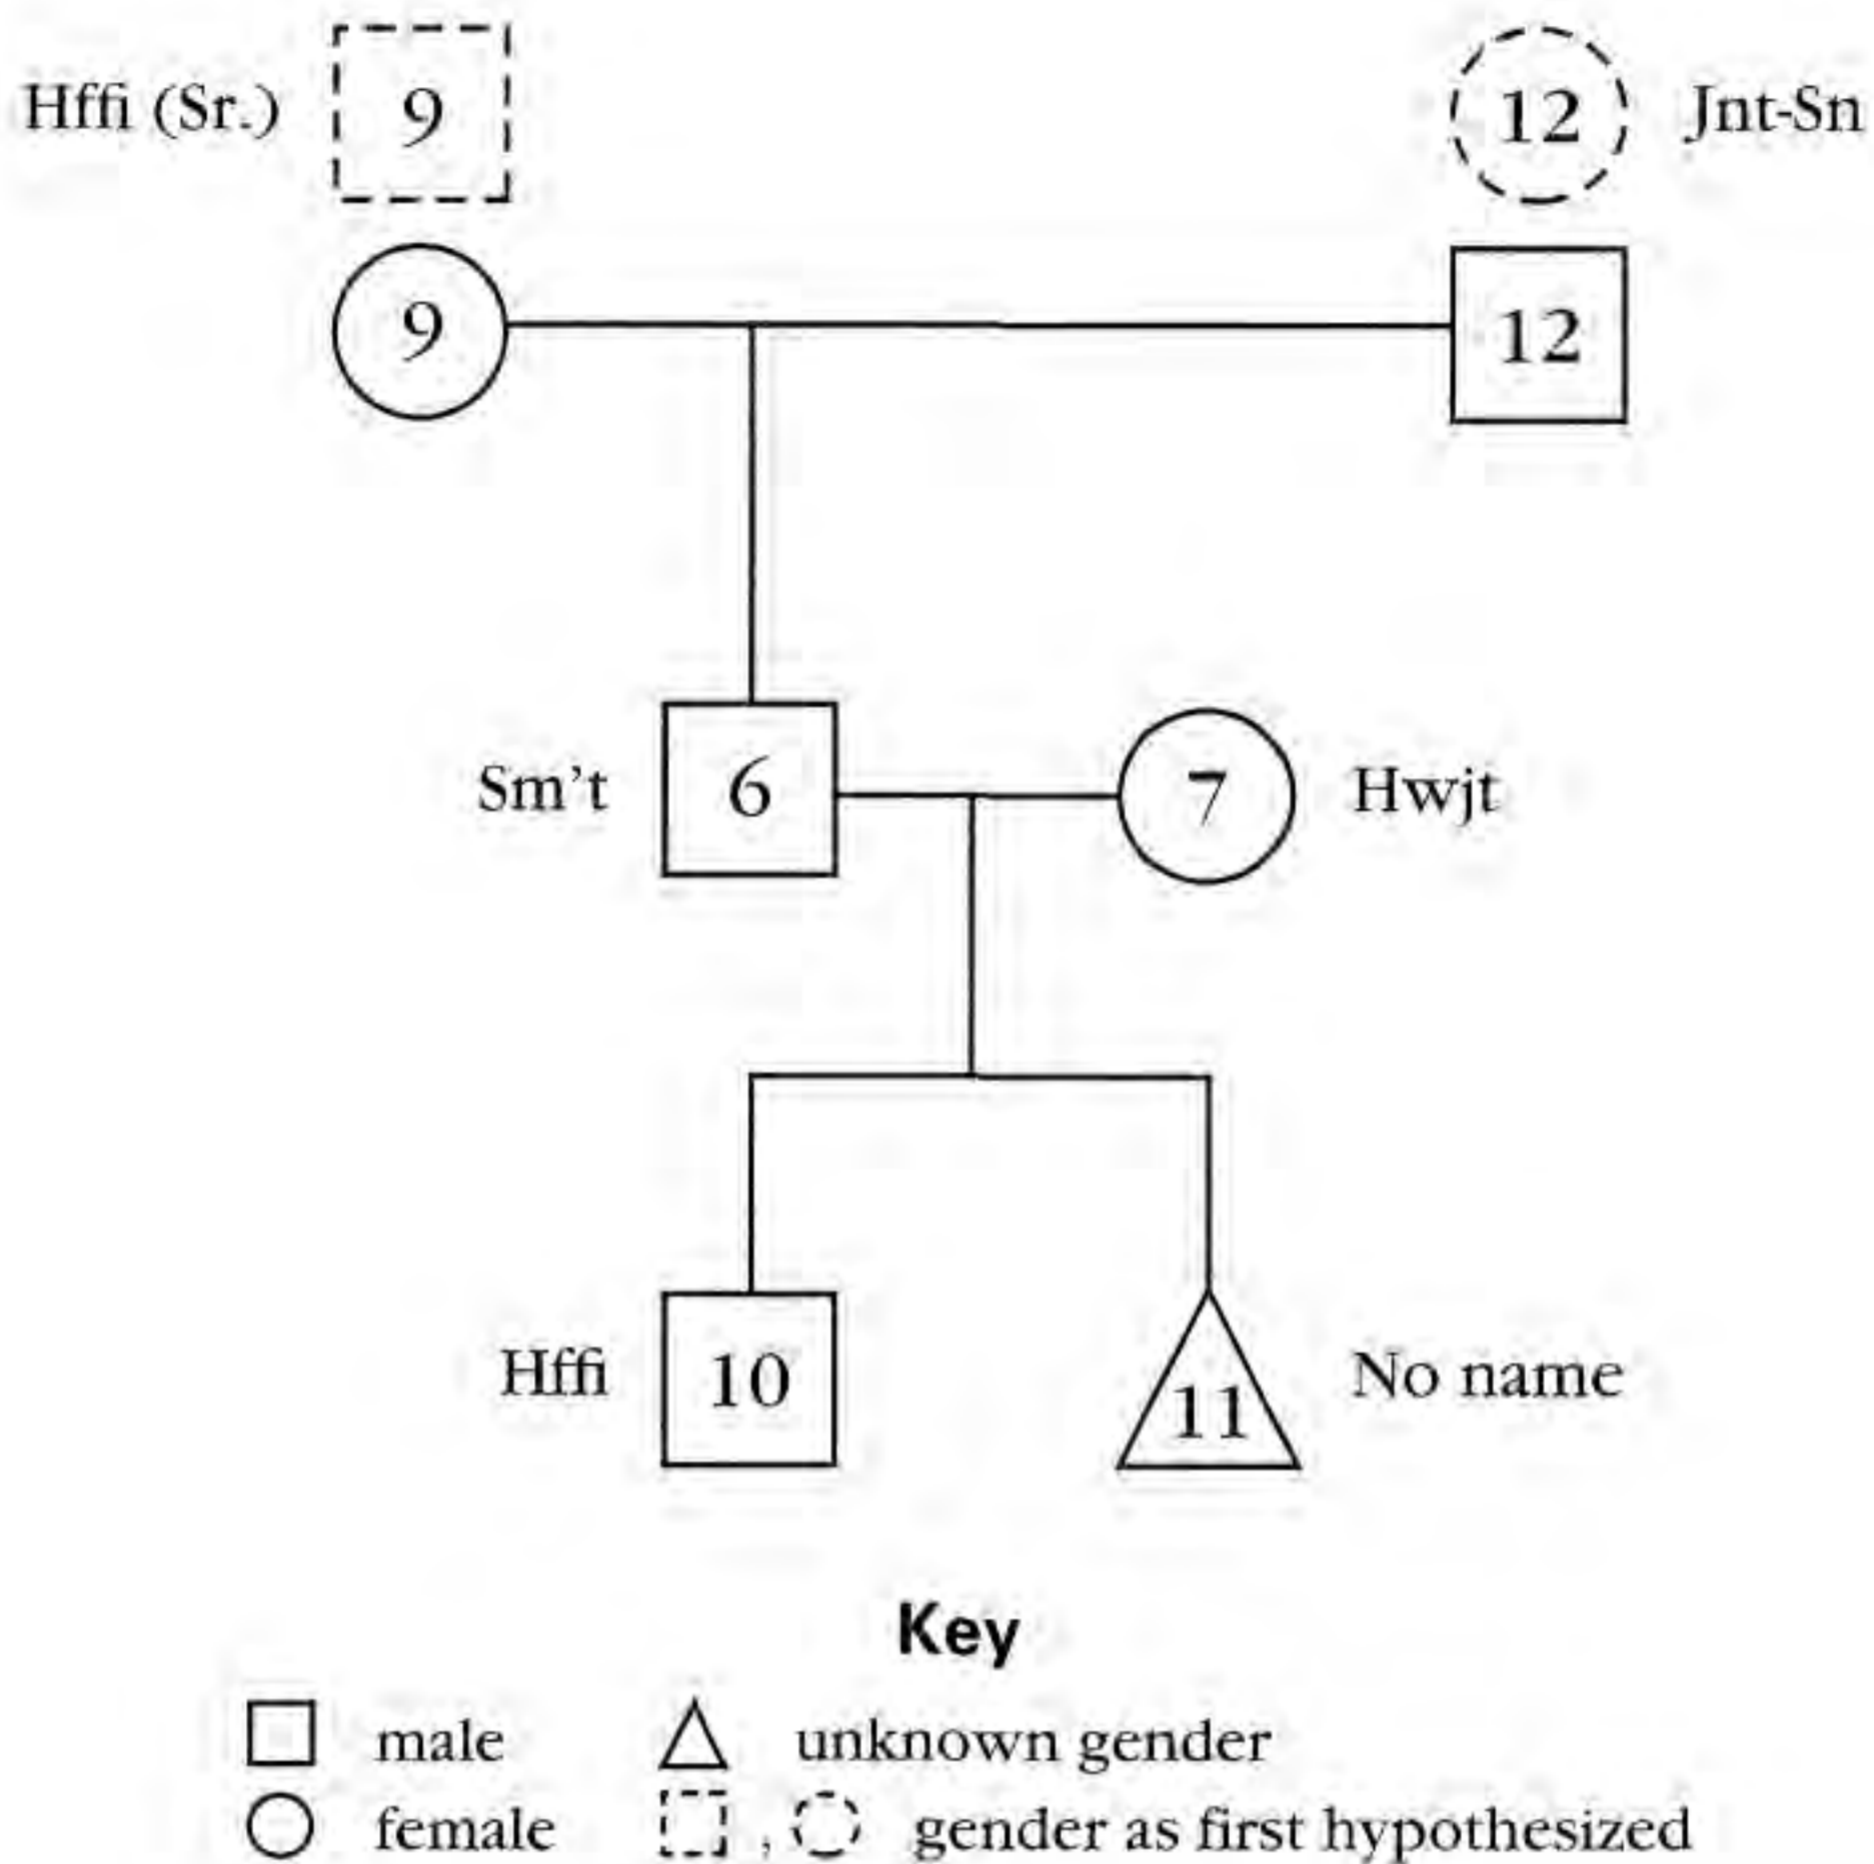 Hffi (Sr.) 9 12 Jnt-Sn
9 12
Sm't 6 7 Hwjt
Hffi 10 11 No name
Key
male unknown gender
female , gender as first hypothesized